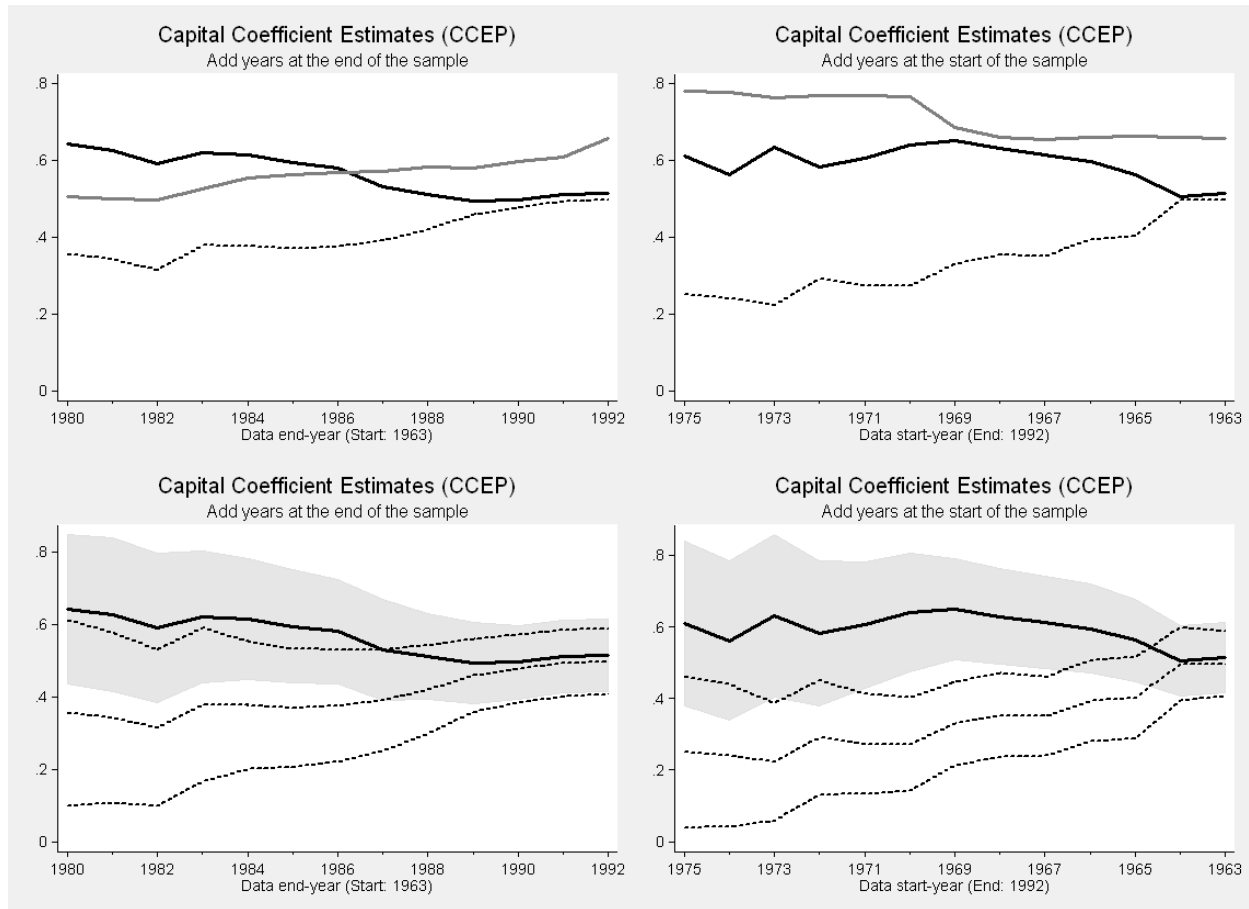 Capital Coefficient Estimates (CCEP)
Add years at the end of the sample
.8
.6
.4
.2
0
1980 1982 1984 1986 1988 1990 1992
Data end-year (Start: 1963)
Capital Coefficient Estimates (CCEP)
Add years at the start of the sample
.8
.6
.4
.2
0
1975 1973 1971 1969 1967 1965 1963
Data start-year (End: 1992)
Capital Coefficient Estimates (CCEP)
Add years at the end of the sample
.8
.6
.4
.2
0
1980 1982 1984 1986 1988 1990 1992
Data end-year (Start: 1963)
Capital Coefficient Estimates (CCEP)
Add years at the start of the sample
.8
.6
.4
.2
0
1975 1973 1971 1969 1967 1965 1963
Data start-year (End: 1992)